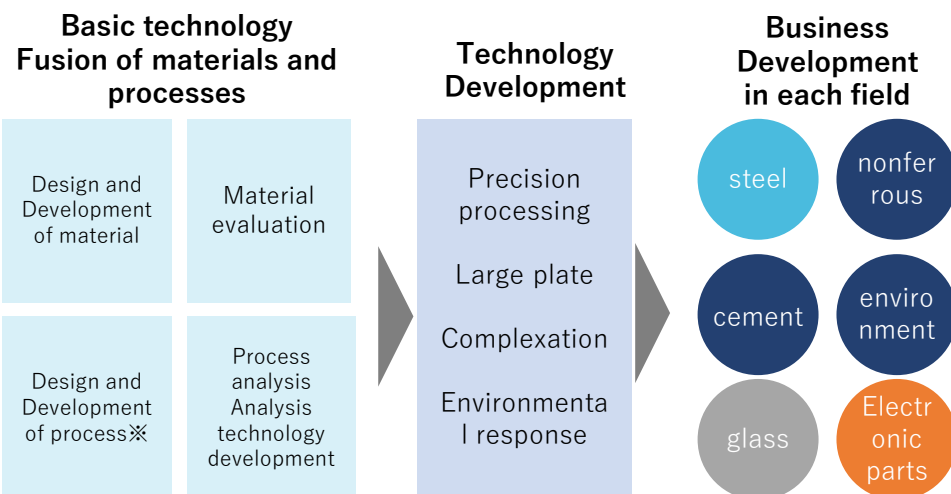 Basic technology
Fusion of materials and
processes
Technology
Development
Business
Development
in each field
Design and
Development
of material
Material
evaluation
Design and
Development
of process※
Process
analysis
Analysis
technology
development
Precision
processing
Large plate
Complexation
Environmenta
l response
steel
nonfer
rous
cement
enviro
nment
glass
Electr
onic
parts